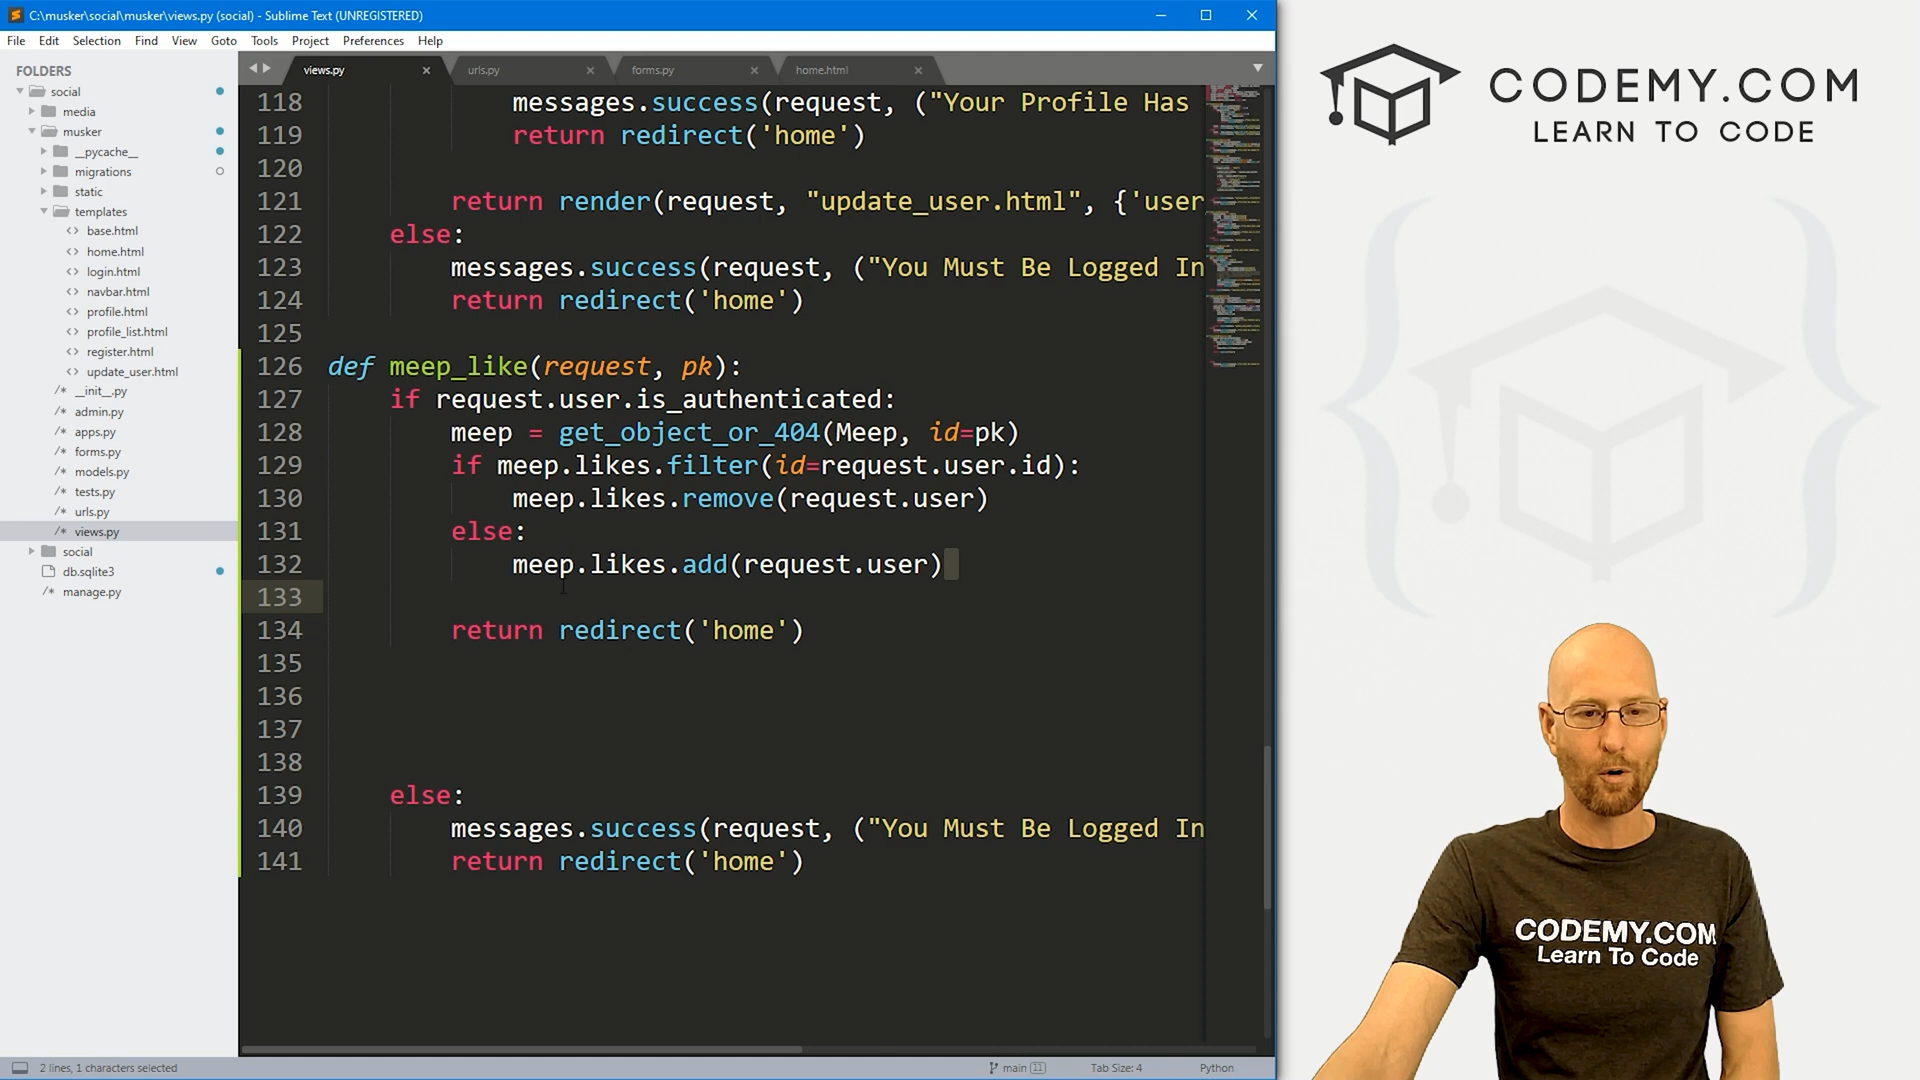 C:\musker\social\musker\views.py (social) - Sublime Text (UNREGISTERED)
File Edit Selection Find View Goto Tools Project Preferences Help
FOLDERS
social
media
musker
__pycache__
migrations
static
templates
base.html
home.html
login.html
navbar.html
profile.html
profile_list.html
register.html
update_user.html
__init__.py
admin.py
apps.py
forms.py
models.py
tests.py
urls.py
views.py
social
db.sqlite3
manage.py
views.py urls.py forms.py home.html
118 messages.success(request, ("Your Profile Has
119 return redirect('home')
120
121 return render(request, "update_user.html", {'user
122 else:
123 messages.success(request, ("You Must Be Logged In
124 return redirect('home')
125
126 def meep_like(request, pk):
127 if request.user.is_authenticated:
128 meep = get_object_or_404(Meep, id=pk)
129 if meep.likes.filter(id=request.user.id):
130 meep.likes.remove(request.user)
131 else:
132 meep.likes.add(request.user)
133
134 return redirect('home')
135
136
137
138
139 else:
140 messages.success(request, ("You Must Be Logged In
141 return redirect('home')
2 lines, 1 characters selected
main 11
Tab Size: 4
Python
CODEMY.COM
LEARN TO CODE
CODEMY.COM
Learn To Code